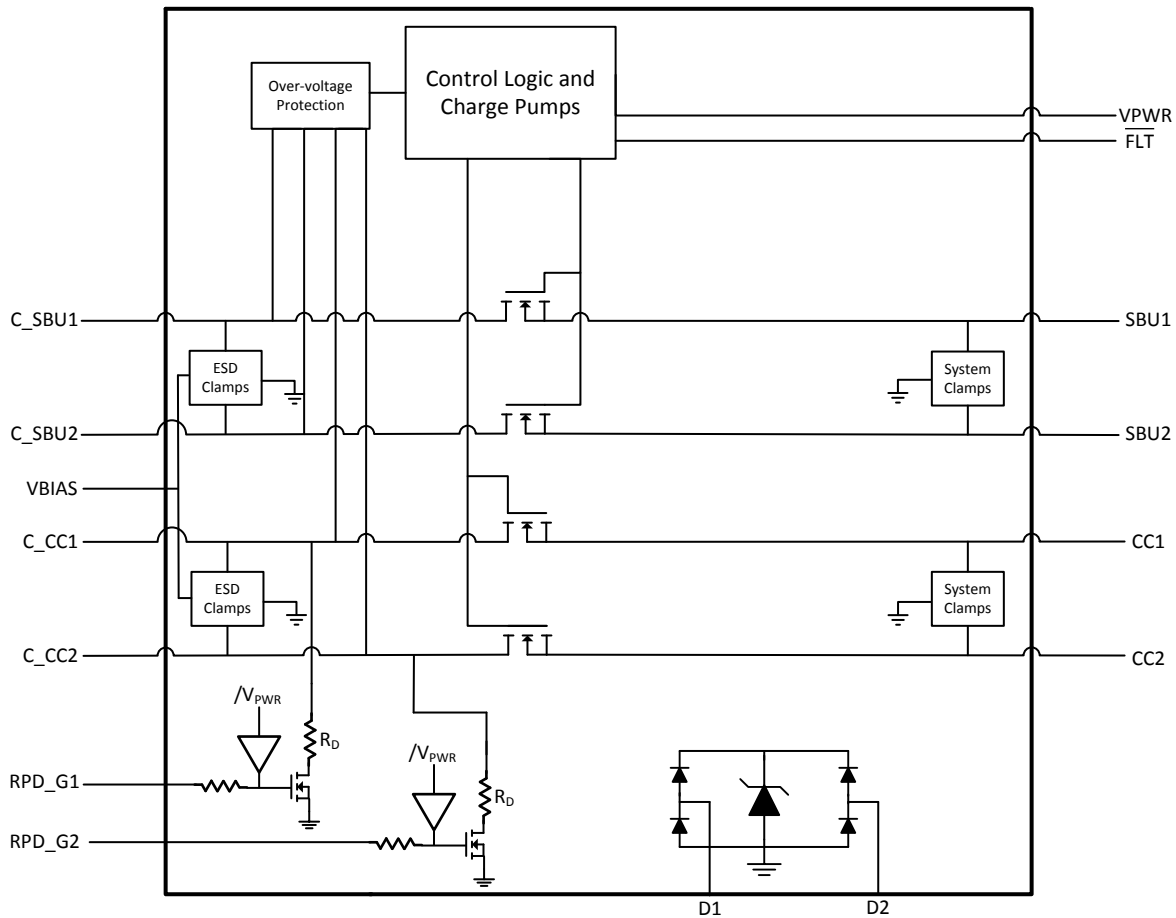 Control Logic and
Charge Pumps
Over-voltage
Protection
VPWR
FLT
C_SBU1
SBU1
ESD
Clamps
System
Clamps
C_SBU2
SBU2
VBIAS
C_CC1
CC1
ESD
Clamps
System
Clamps
C_CC2
CC2
/VPWR
RD
/VPWR
RD
RPD_G1
RPD_G2
D1
D2